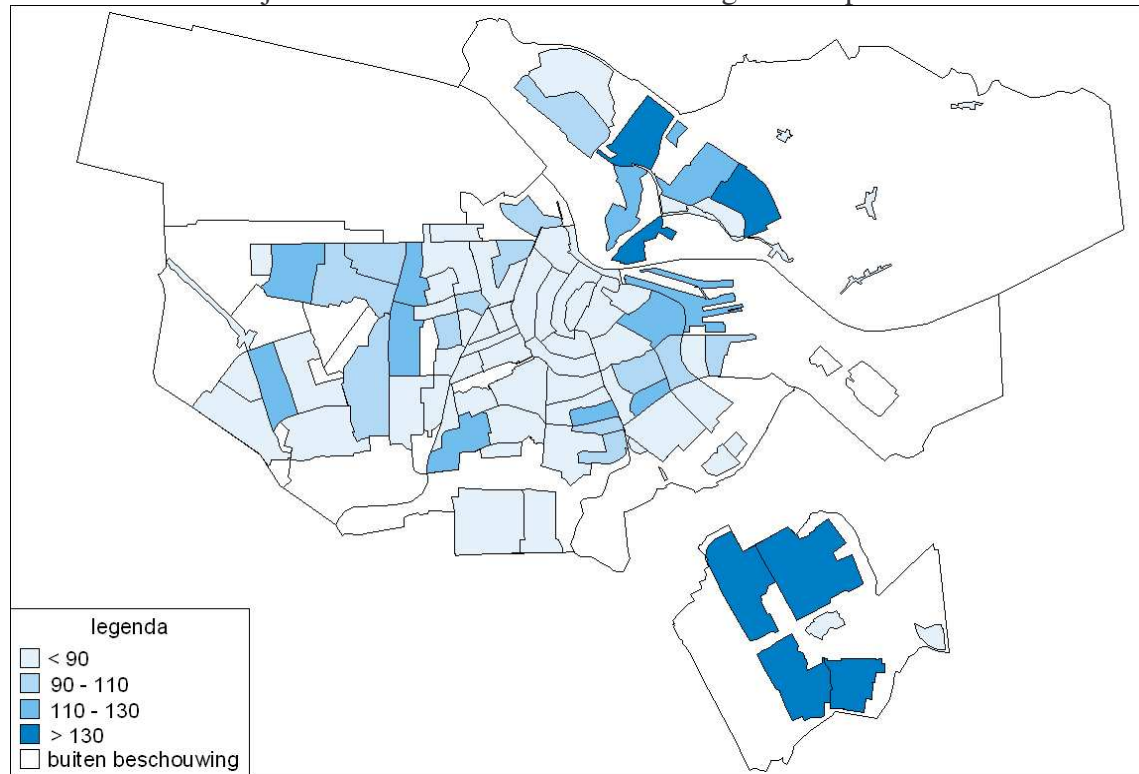 legenda
< 90
90 - 110
110 - 130
> 130
buiten beschouwing